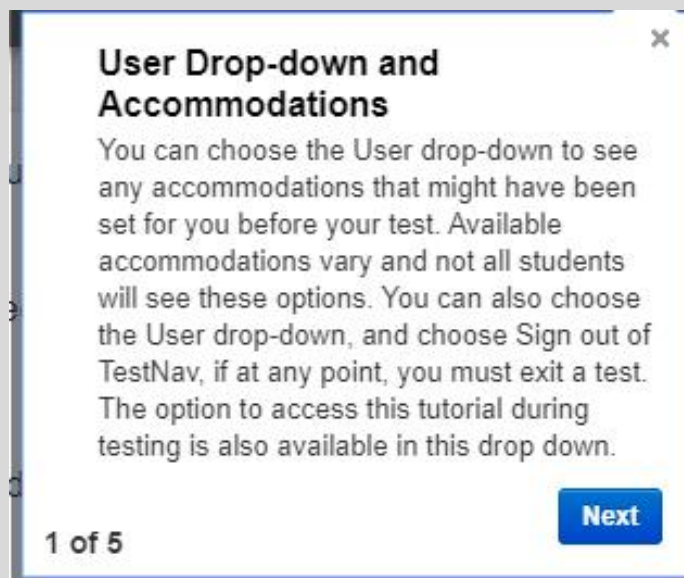 User Drop-down and
Accommodations
You can choose the User drop-down to see
any accommodations that might have been
set for you before your test. Available
accommodations vary and not all students
will see these options. You can also choose
the User drop-down, and choose Sign out of
TestNav, if at any point, you must exit a test.
The option to access this tutorial during
testing is also available in this drop down.
Next
1 of 5